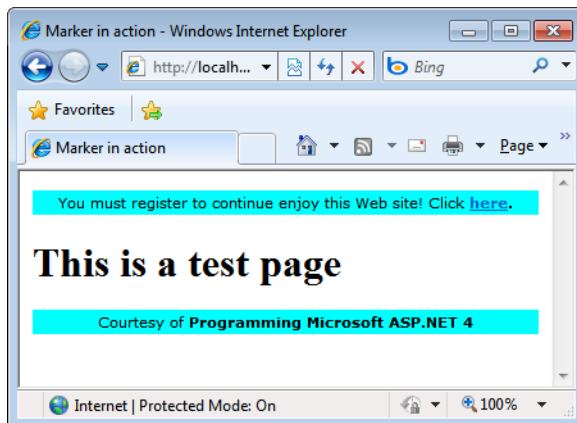 Marker in action - Windows Internet Explorer
http://localh...
Bing
Favorites
Marker in action
Page
You must register to continue enjoy this Web site! Click here.
This is a test page
Courtesy of Programming Microsoft ASP.NET 4
Internet | Protected Mode: On
100%